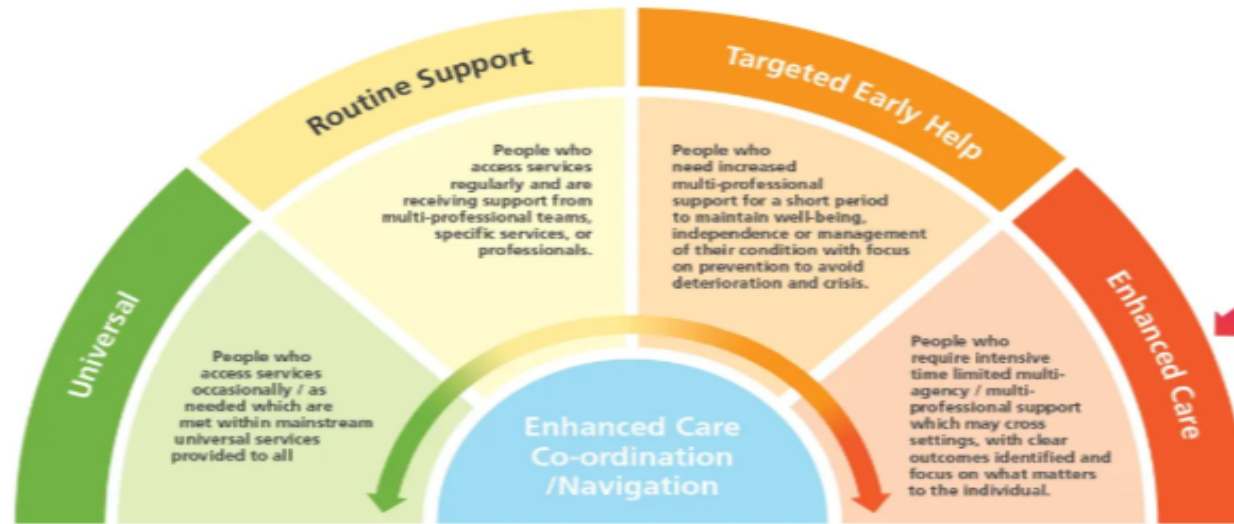 Universal
People who
access services
occasionally / as
needed which are
met within mainstream
universal services
provided to all
Routine Support
People who
access services
regularly and are
receiving support from
multi-professional teams,
specific services, or
professionals.
Targeted Early Help
People who
need increased
multi-professional
support for a short period
to maintain well-being,
independence or management
of their condition with focus
on prevention to avoid
deterioration and crisis.
Enhanced Care
People who
require intensive
time limited multi-
agency / multi-
professional support
which may cross
settings, with clear
outcomes identified and
focus on what matters
to the individual.
Enhanced Care
Co-ordination
/Navigation